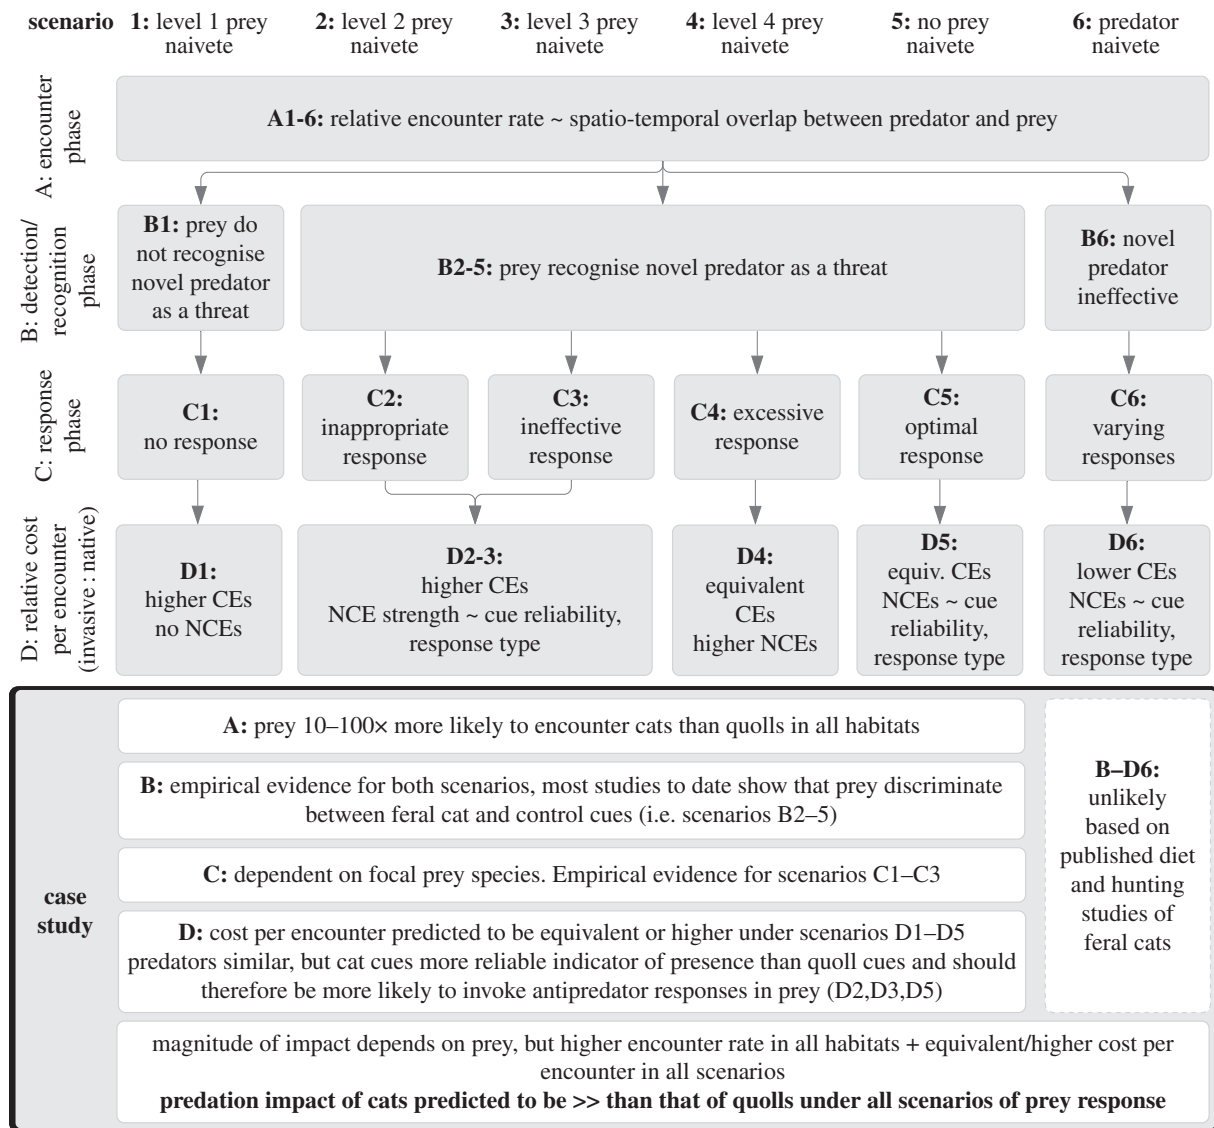 scenario
1: level 1 prey
naivete
2: level 2 prey
naivete
3: level 3 prey
naivete
4: level 4 prey
naivete
5: no prey
naivete
6: predator
naivete
A: encounter
phase
A1-6: relative encounter rate ~ spatio-temporal overlap between predator and prey
B: detection/
recognition
phase
B1: prey do
not recognise
novel predator
as a threat
B2-5: prey recognise novel predator as a threat
B6: novel
predator
ineffective
C: response
phase
C1:
no response
C2:
inappropriate
response
C3:
ineffective
response
C4: excessive
response
C5:
optimal
response
C6:
varying
responses
D: relative cost
per encounter
(invasive : native)
D1:
higher CEs
no NCEs
D2-3:
higher CEs
NCE strength ~ cue reliability,
response type
D4:
equivalent
CEs
higher NCEs
D5:
equiv. CEs
NCEs ~ cue
reliability,
response type
D6:
lower CEs
NCEs ~ cue
reliability,
response type
case
study
A: prey 10–100× more likely to encounter cats than quolls in all habitats
B: empirical evidence for both scenarios, most studies to date show that prey discriminate
between feral cat and control cues (i.e. scenarios B2–5)
C: dependent on focal prey species. Empirical evidence for scenarios C1–C3
D: cost per encounter predicted to be equivalent or higher under scenarios D1–D5
predators similar, but cat cues more reliable indicator of presence than quoll cues and should
therefore be more likely to invoke antipredator responses in prey (D2,D3,D5)
B–D6:
unlikely
based on
published diet
and hunting
studies of
feral cats
magnitude of impact depends on prey, but higher encounter rate in all habitats + equivalent/higher cost per
encounter in all scenarios
predation impact of cats predicted to be >> than that of quolls under all scenarios of prey response